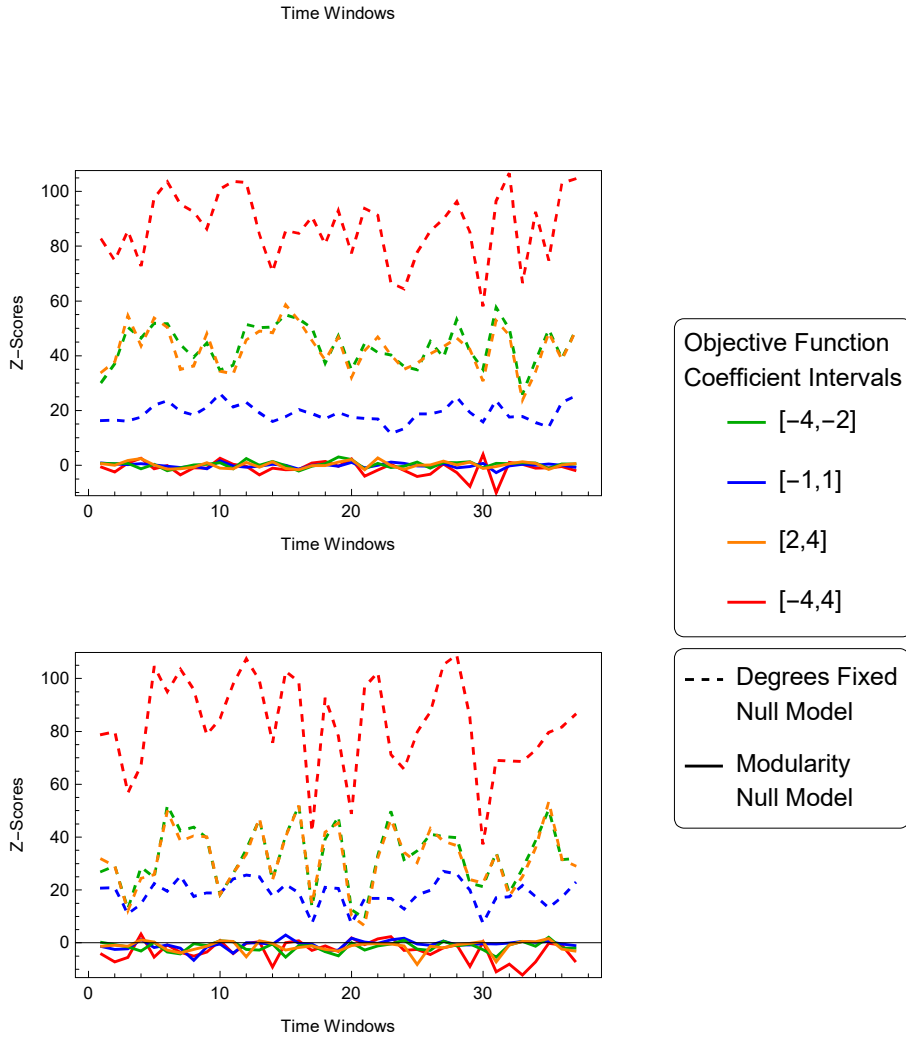 Time Windows
100
80
60
40
20
0
Z−Scores
0 10 20 30
Time Windows
100
80
60
40
20
0
Z−Scores
0 10 20 30
Time Windows
Objective Function
Coefficient Intervals
[−4,−2]
[−1,1]
[2,4]
[−4,4]
Degrees Fixed
Null Model
Modularity
Null Model